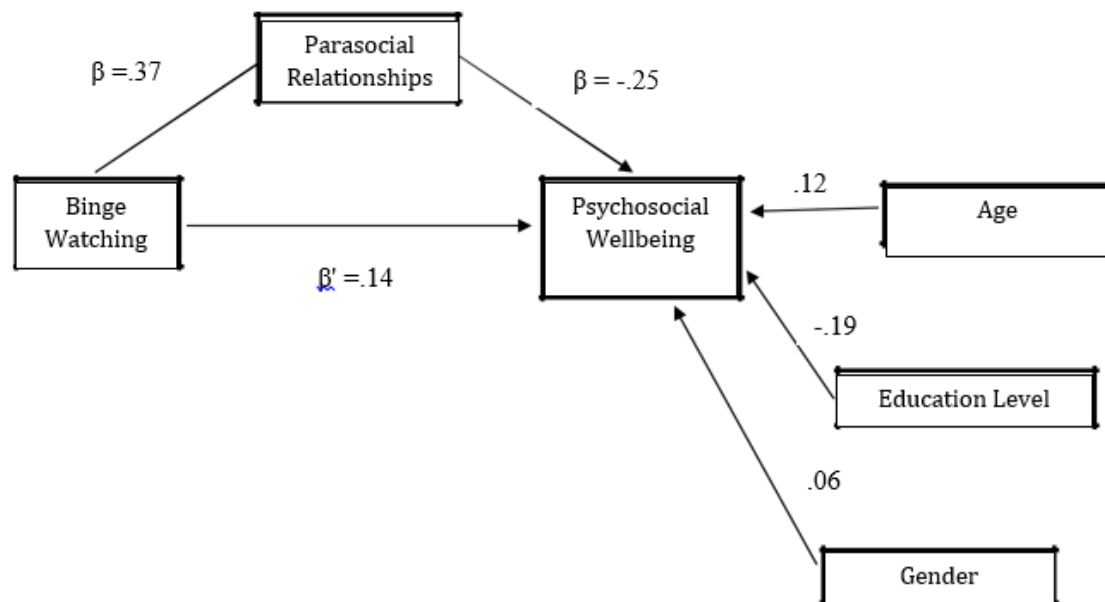 Parasocial
Relationships
β =.37
β = -.25
Binge
Watching
Psychosocial
Wellbeing
.12
Age
β' =.14
-.19
Education Level
.06
Gender